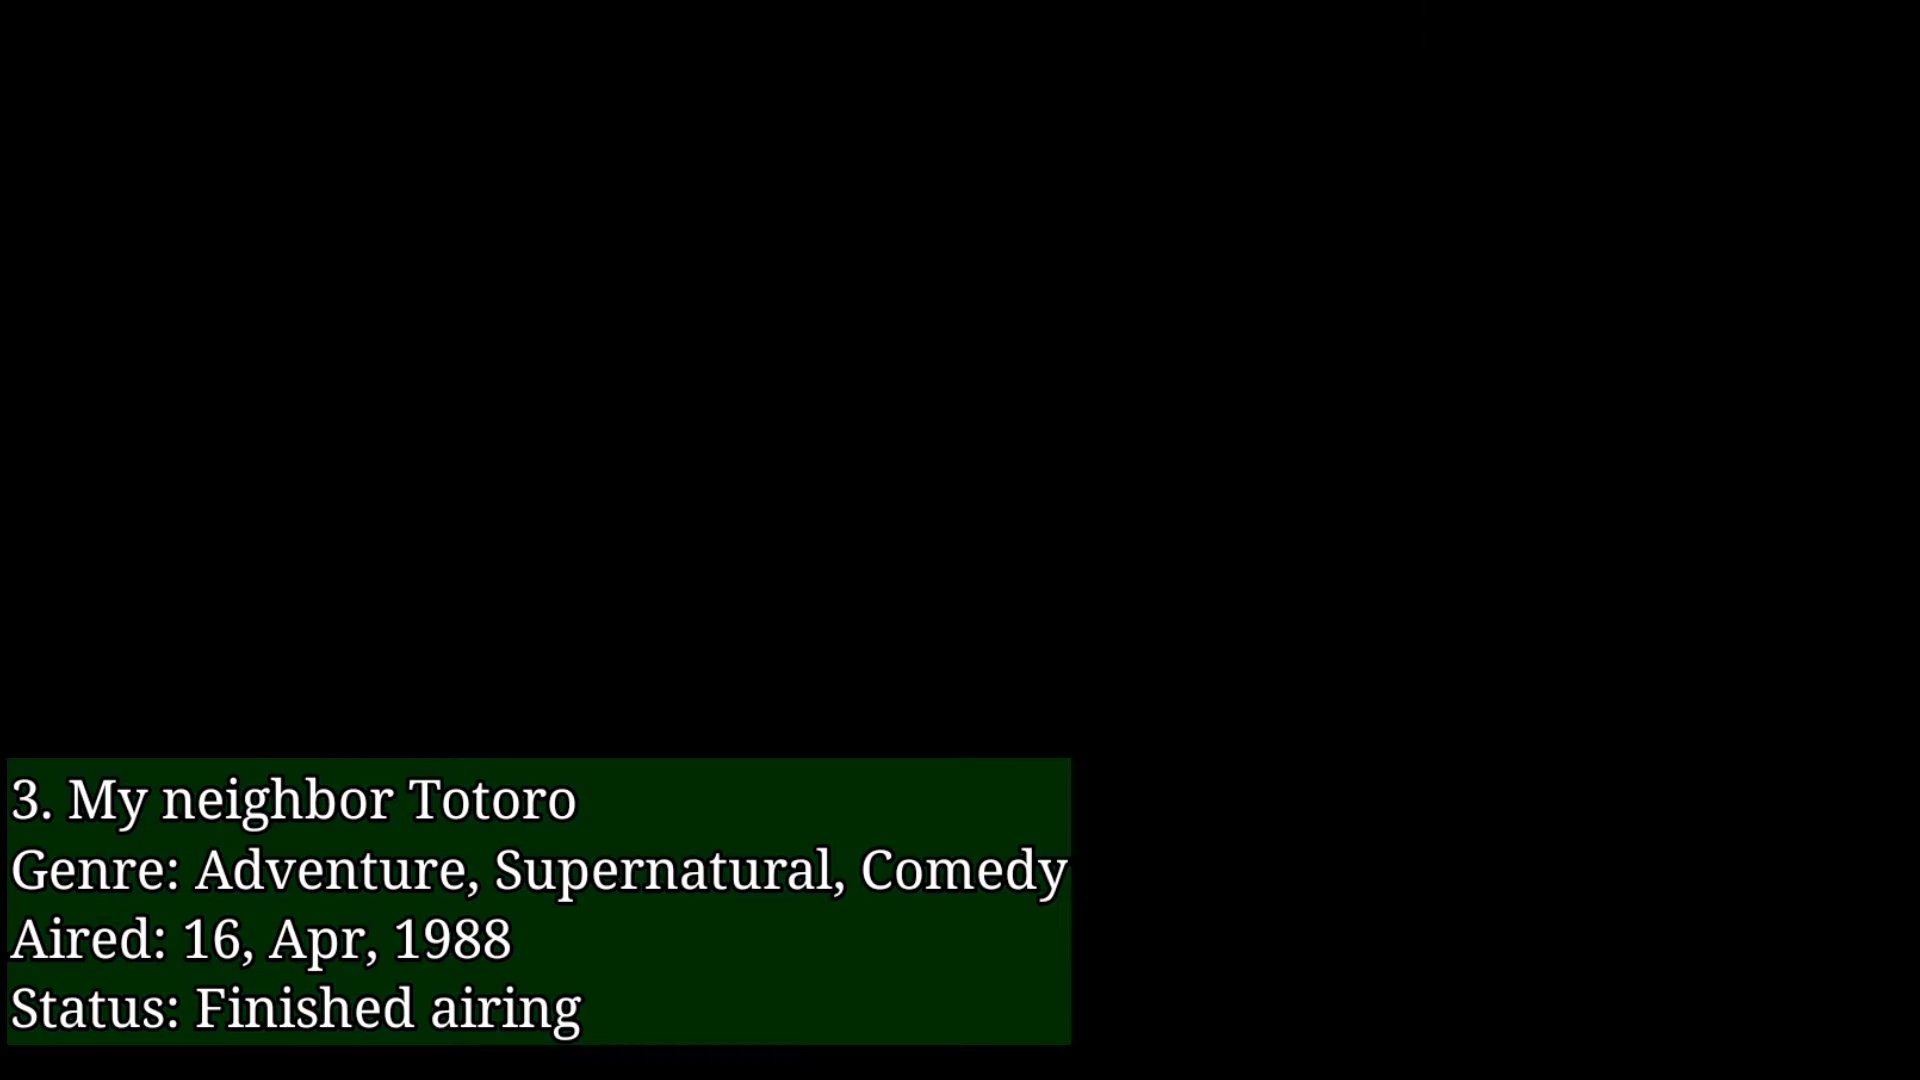 3. My neighbor Totoro
Genre: Adventure, Supernatural, Comedy
Aired: 16, Apr, 1988
Status: Finished airing